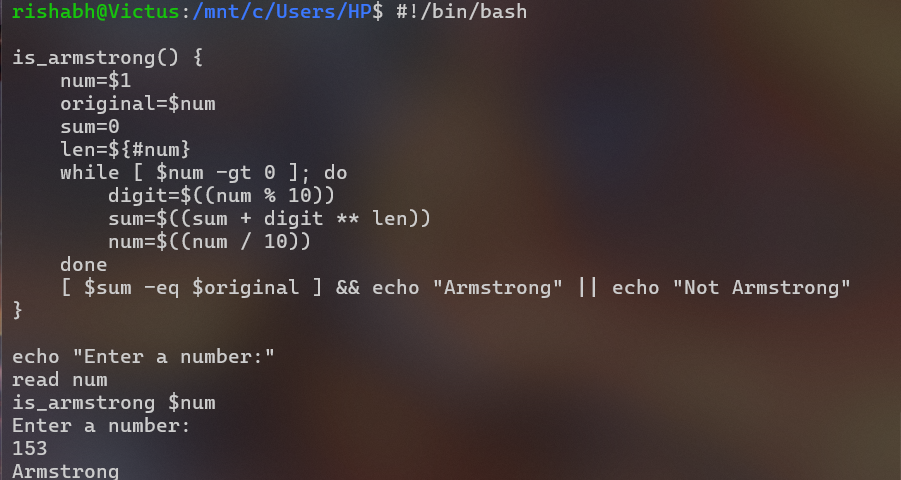 rishabh@Victus:/mnt/c/Users/HP$ #!/bin/bash

is_armstrong() {
    num=$1
    original=$num
    sum=0
    len=${#num}
    while [ $num -gt 0 ]; do
        digit=$((num % 10))
        sum=$((sum + digit ** len))
        num=$((num / 10))
    done
    [ $sum -eq $original ] && echo "Armstrong" || echo "Not Armstrong"
}

echo "Enter a number:"
read num
is_armstrong $num
Enter a number:
153
Armstrong